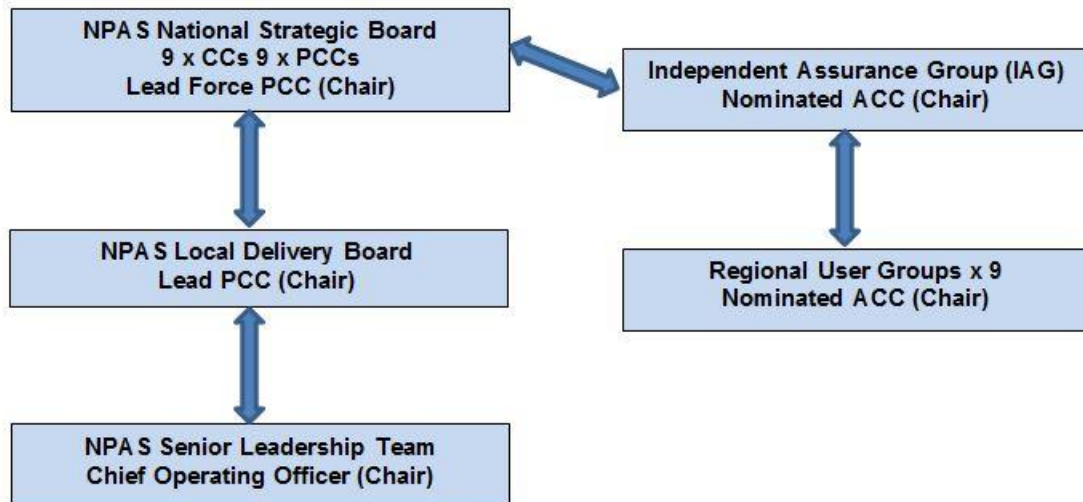 NPAS National Strategic Board
9 x CCs 9 x PCCs
Lead Force PCC (Chair)
Independent Assurance Group (IAG)
Nominated ACC (Chair)
NPAS Local Delivery Board
Lead PCC (Chair)
Regional User Groups x 9
Nominated ACC (Chair)
NPAS Senior Leadership Team
Chief Operating Officer (Chair)